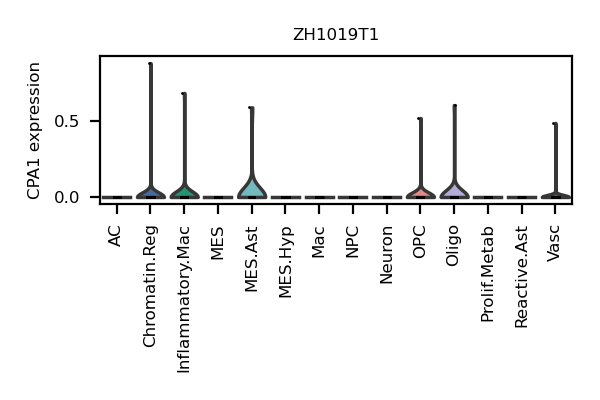 ZH1019T1
CPA1 expression
0.5
0.0
AC
Chromatin.Reg
Inflammatory.Mac
MES
MES.Ast
MES.Hyp
Mac
NPC
Neuron
OPC
Oligo
Prolif.Metab
Reactive.Ast
Vasc